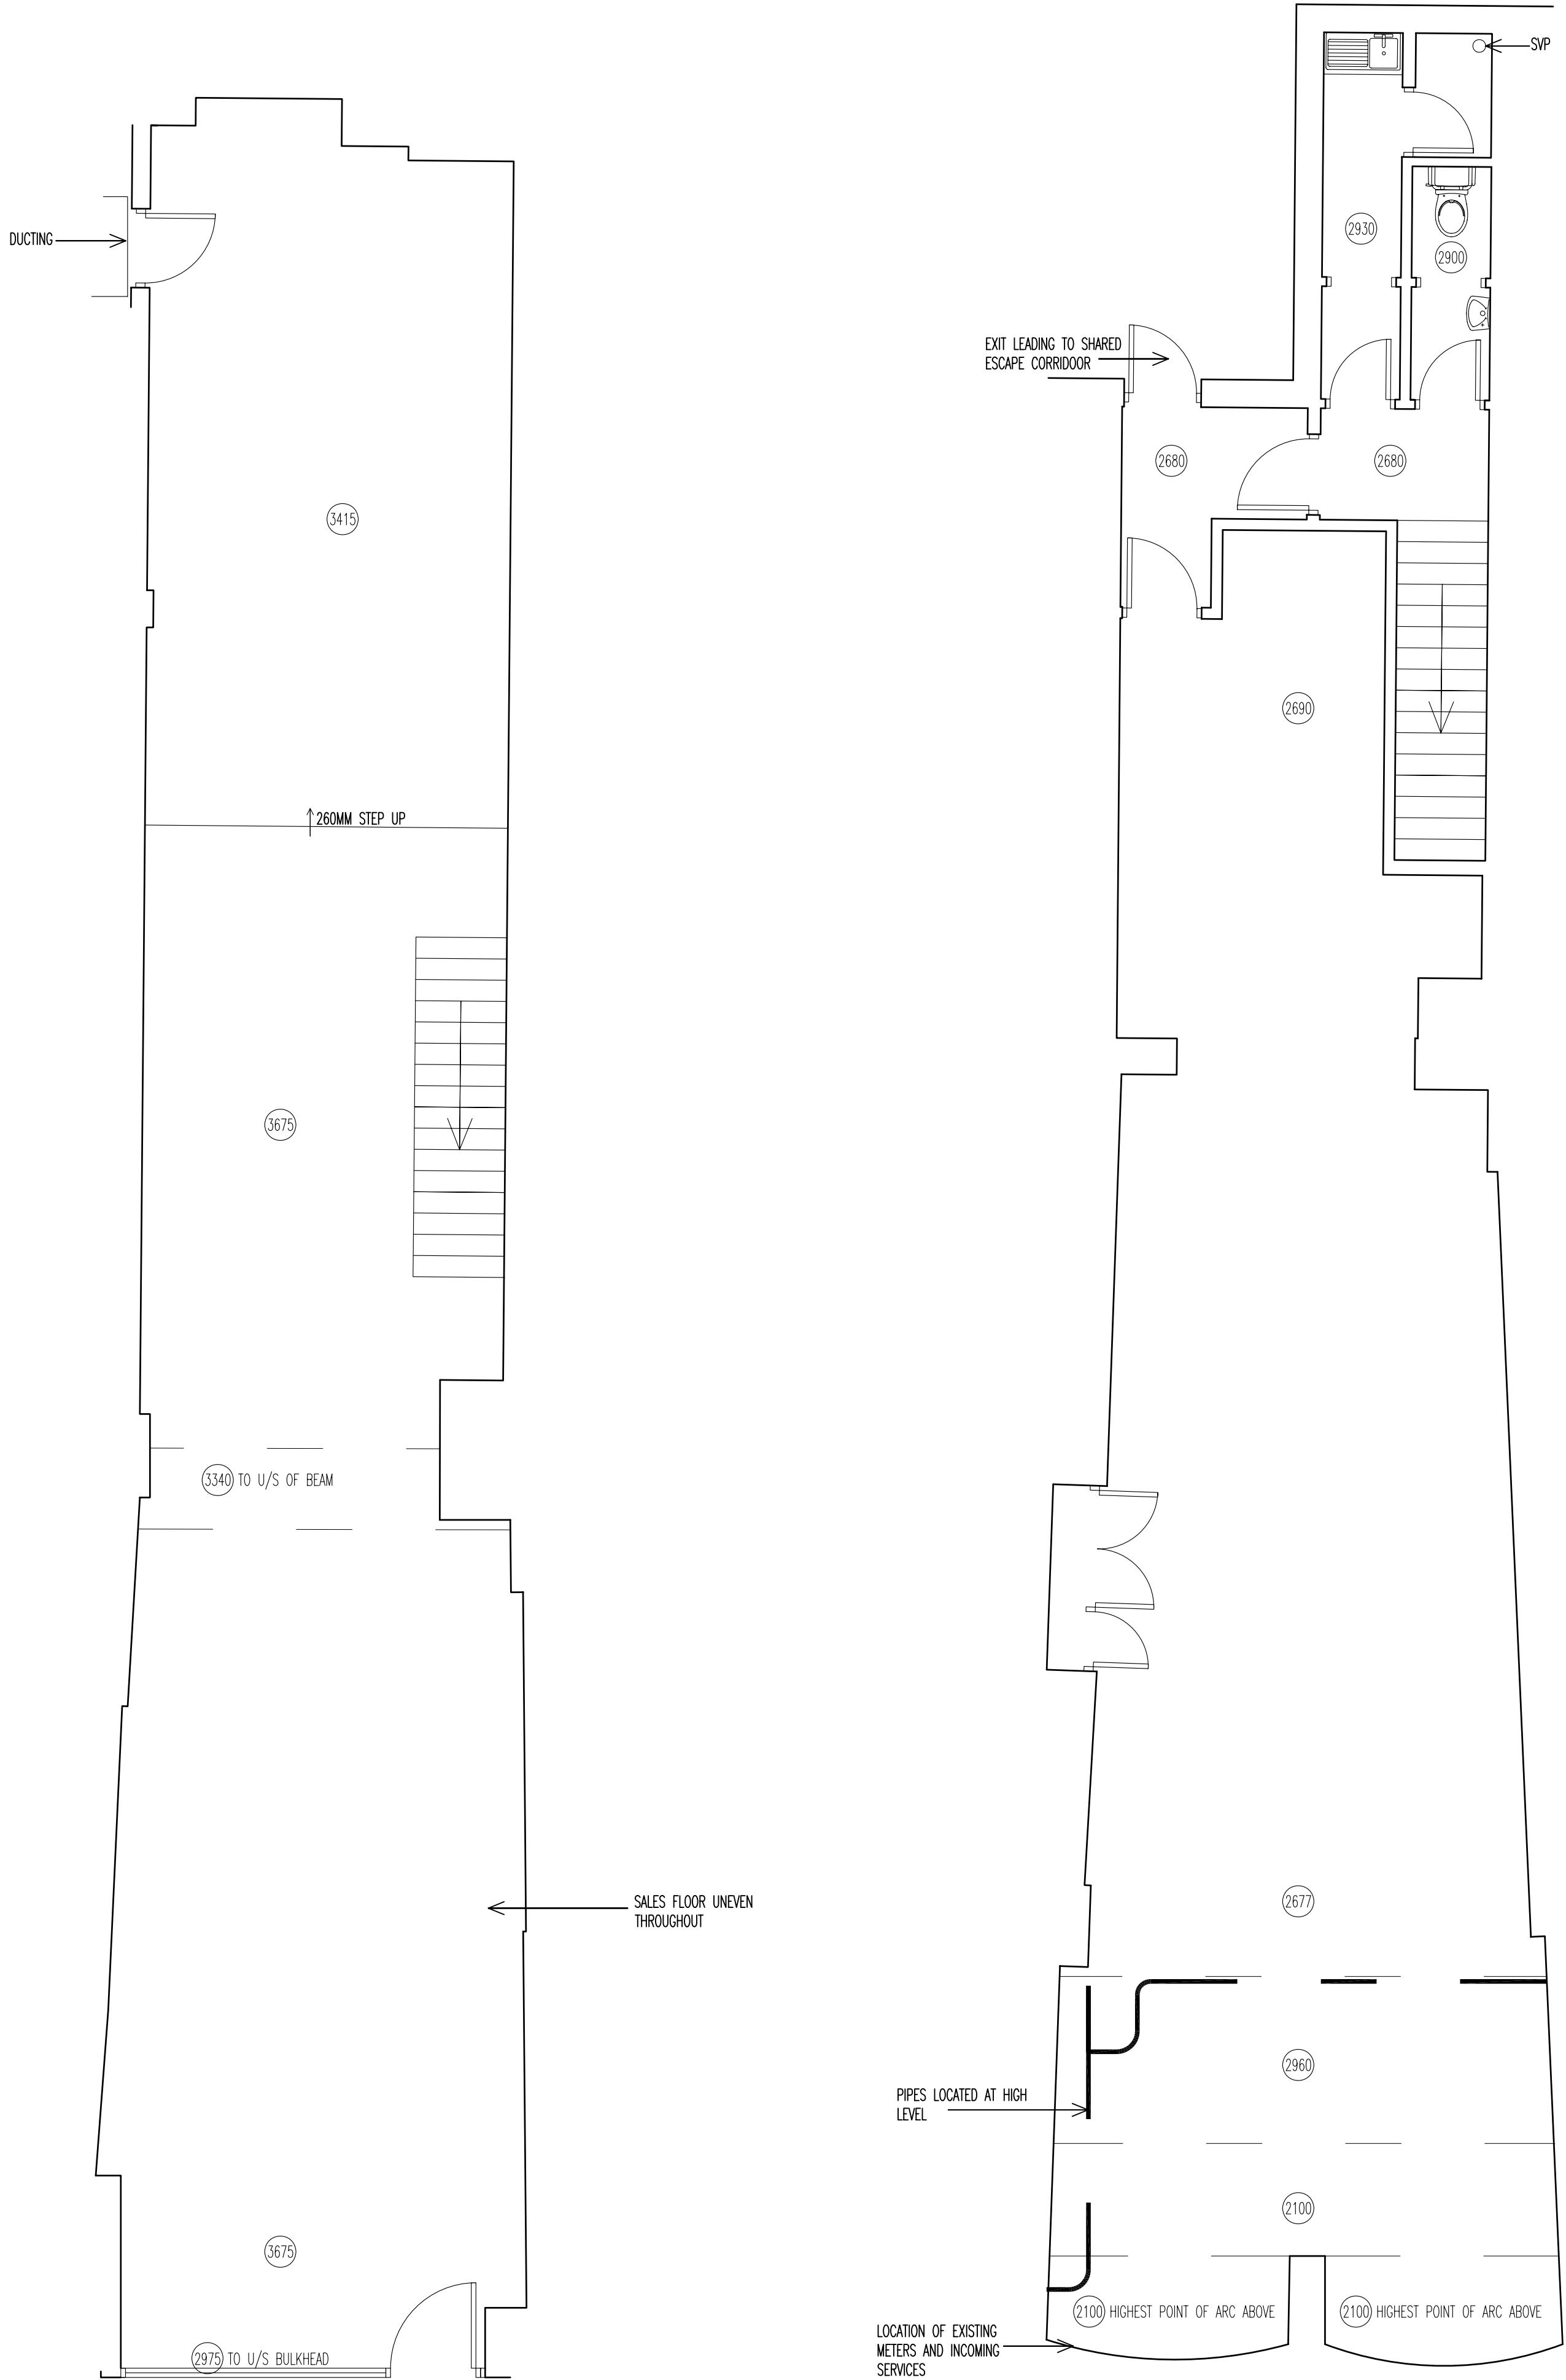 DUCTING
3415
260MM STEP UP
3675
3340 TO U/S OF BEAM
SALES FLOOR UNEVEN
THROUGHOUT
3675
2975 TO U/S BULKHEAD
SVP
2930
2900
EXIT LEADING TO SHARED
ESCAPE CORRIDOOR
2680
2680
2690
2677
2960
PIPES LOCATED AT HIGH
LEVEL
2100
2100 HIGHEST POINT OF ARC ABOVE
2100 HIGHEST POINT OF ARC ABOVE
LOCATION OF EXISTING
METERS AND INCOMING
SERVICES